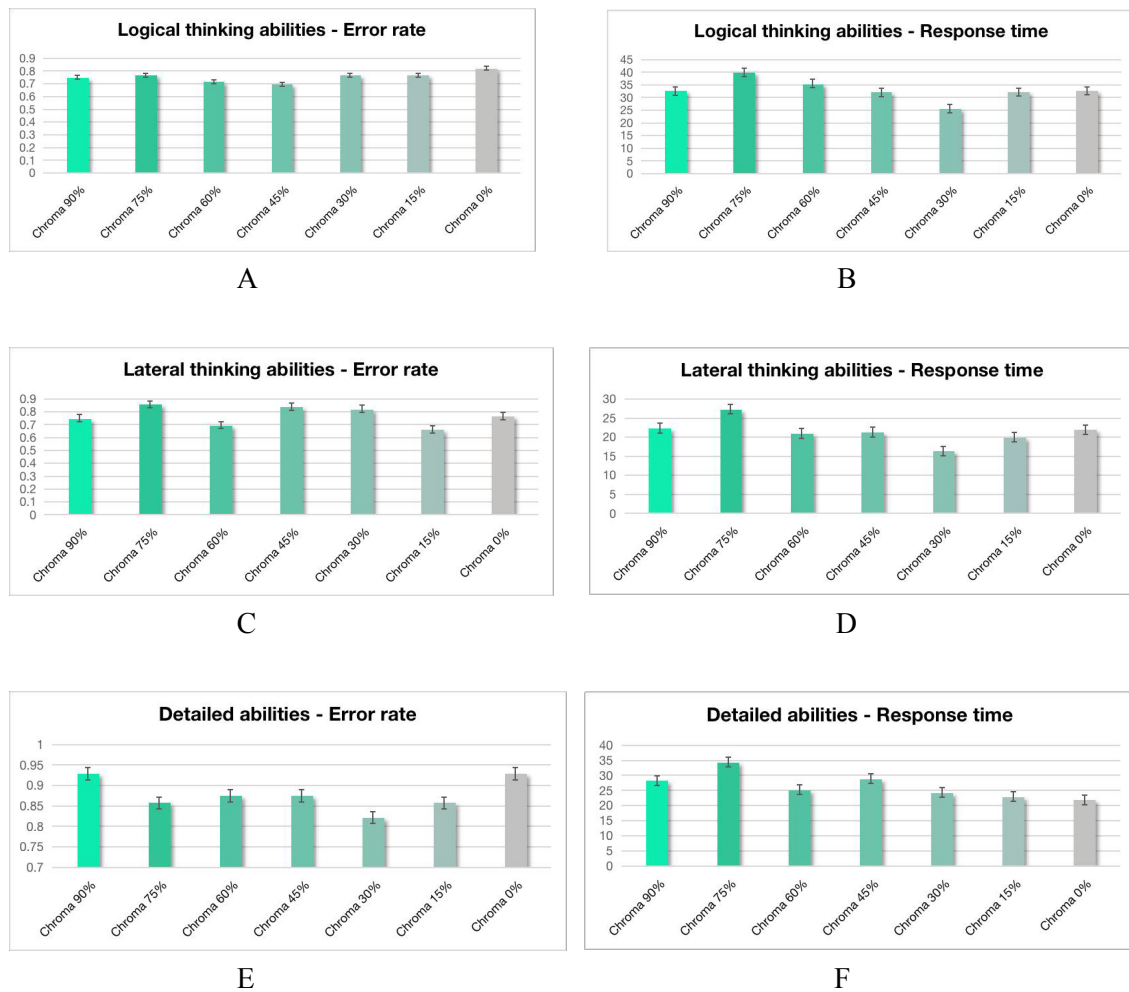 Logical thinking abilities - Error rate
0.9
0.8
0.7
0.6
0.5
0.4
0.3
0.2
0.1
0
Chroma 90%
Chroma 75%
Chroma 60%
Chroma 45%
Chroma 30%
Chroma 15%
Chroma 0%
A
Logical thinking abilities - Response time
45
40
35
30
25
20
15
10
5
0
Chroma 90%
Chroma 75%
Chroma 60%
Chroma 45%
Chroma 30%
Chroma 15%
Chroma 0%
B
Lateral thinking abilities - Error rate
0.9
0.8
0.7
0.6
0.5
0.4
0.3
0.2
0.1
0
Chroma 90%
Chroma 75%
Chroma 60%
Chroma 45%
Chroma 30%
Chroma 15%
Chroma 0%
C
Lateral thinking abilities - Response time
30
25
20
15
10
5
0
Chroma 90%
Chroma 75%
Chroma 60%
Chroma 45%
Chroma 30%
Chroma 15%
Chroma 0%
D
Detailed abilities - Error rate
1
0.95
0.9
0.85
0.8
0.75
0.7
Chroma 90%
Chroma 75%
Chroma 60%
Chroma 45%
Chroma 30%
Chroma 15%
Chroma 0%
E
Detailed abilities - Response time
40
35
30
25
20
15
10
5
0
Chroma 90%
Chroma 75%
Chroma 60%
Chroma 45%
Chroma 30%
Chroma 15%
Chroma 0%
F